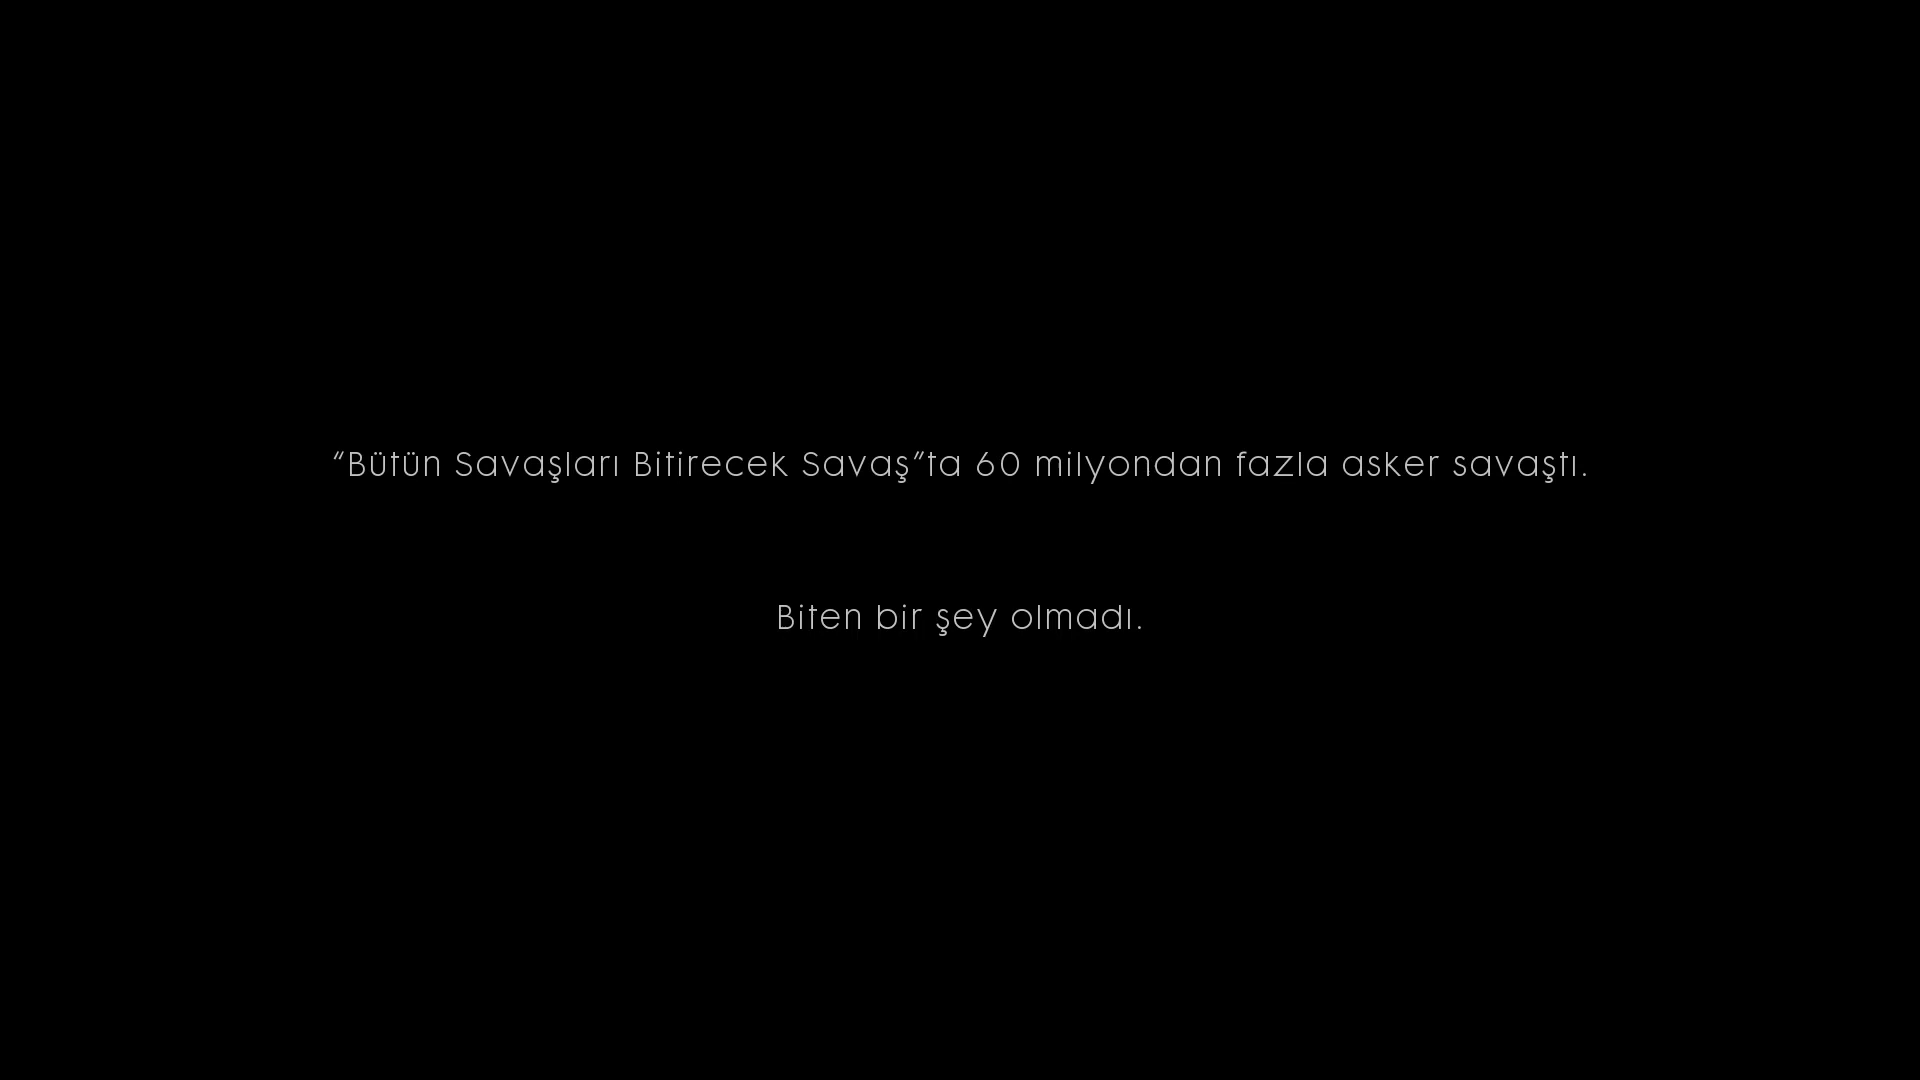 “Bütün Savaşları Bitirecek Savaş”ta 60 milyondan fazla asker savaştı.
Biten bir şey olmadı.